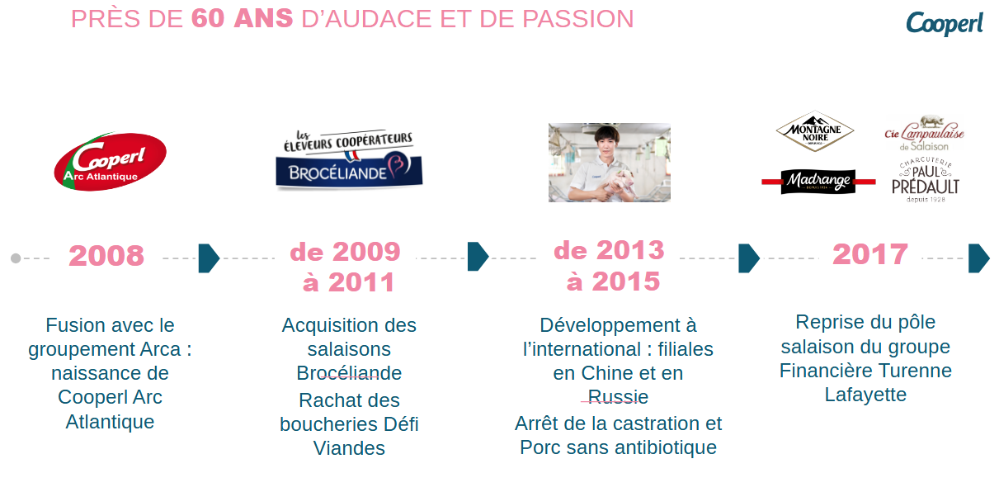 PRÈS DE 60 ANS D’AUDACE ET DE PASSION
Cooperl
Cooperl
Arc Atlantique
les
ÉLEVEURS COOPÉRATEURS
BROCÉLIANDE
MONTAGNE
NOIRE
Cie Lampaulaise
de Salaison
Madrange
CHARCUTERIE
PAUL
PRÉDAULT
depuis 1928
2008
de 2009
à 2011
de 2013
à 2015
2017
Fusion avec le
groupement Arca :
naissance de
Cooperl Arc
Atlantique
Acquisition des
salaisons
Brocéliande
Rachat des
boucheries Défi
Viandes
Développement à
l’international : filiales
en Chine et en
Russie
Arrêt de la castration et
Porc sans antibiotique
Reprise du pôle
salaison du groupe
Financière Turenne
Lafayette